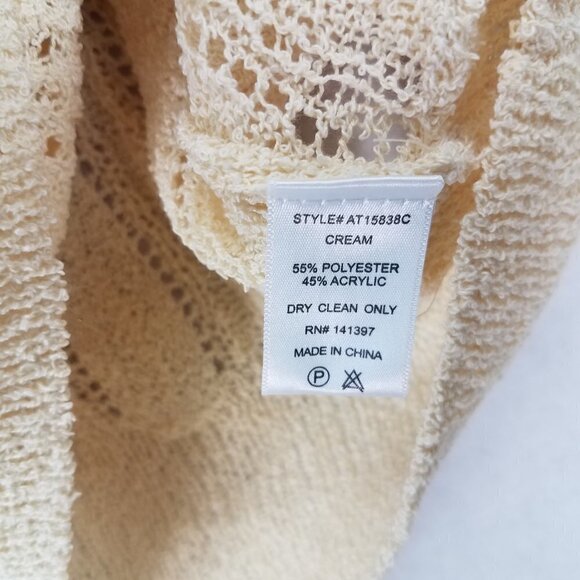 STYLE# AT15838C
CREAM
55% POLYESTER
45% ACRYLIC
DRY CLEAN ONLY
RN# 141397
MADE IN CHINA
P